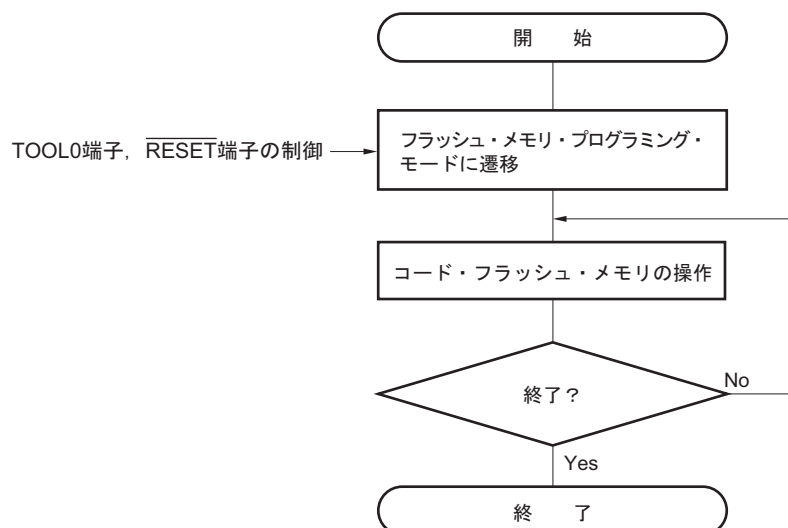 開 始
TOOL0端子，RESET端子の制御
フラッシュ・メモリ・プログラミング・
モードに遷移
コード・フラッシュ・メモリの操作
終了？
No
Yes
終 了